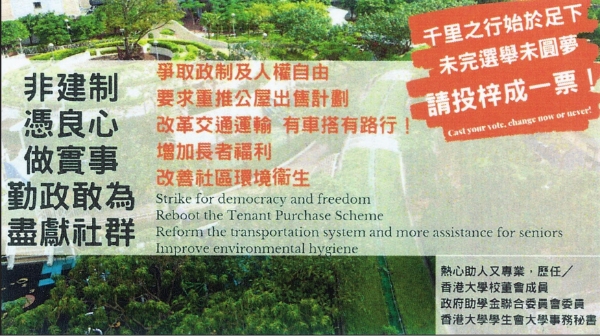 千里之行始於足下
未完選舉未圓夢
請投梓成一票！
Cast your vote, change now or never!
非建制
憑良心
做實事
勤政敢為
盡獻社群
爭取政制及人權自由
要求重推公屋出售計劃
改革交通運輸 有車搭有路行！
增加長者福利
改善社區環境衞生
Strike for democracy and freedom
Reboot the Tenant Purchase Scheme
Reform the transportation system and more assistance for seniors
Improve environmental hygiene
熱心助人又專業，歷任／
香港大學校董會成員
政府助學金聯合委員會委員
香港大學學生會大學事務秘書